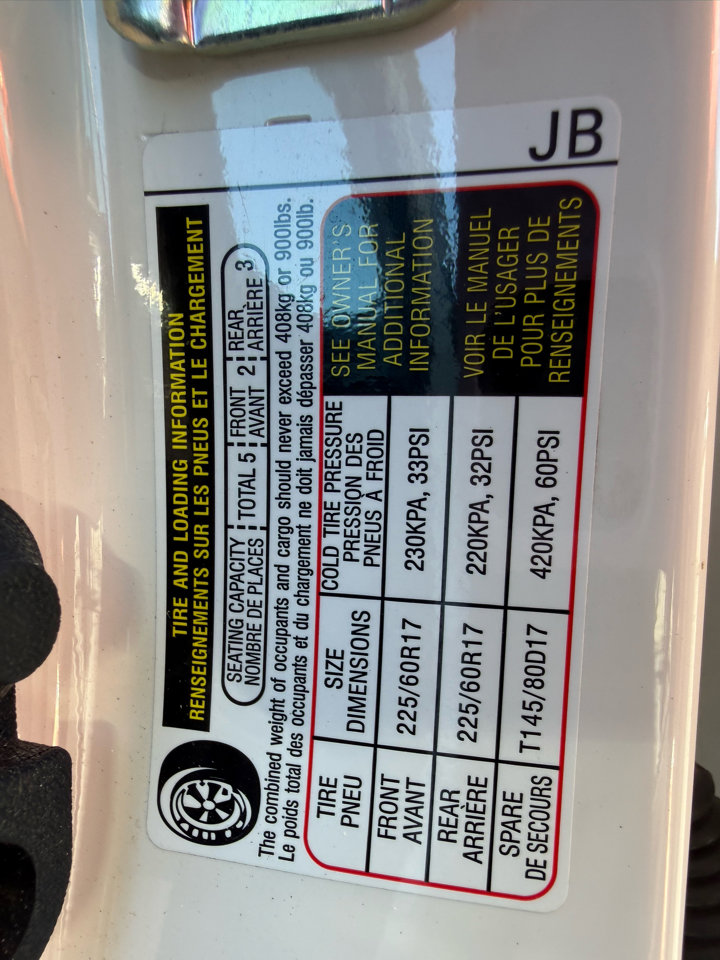 TIRE AND LOADING INFORMATION
RENSEIGNEMENTS SUR LES PNEUS ET LE CHARGEMENT
SEATING CAPACITY TOTAL 5 FRONT 2 REAR 3
NOMBRE DE PLACES AVANT ARRIÈRE
The combined weight of occupants and cargo should never exceed 408kg or 900lbs.
Le poids total des occupants et du chargement ne doit jamais dépasser 408kg ou 900lb.
TIRE
PNEU
SIZE
DIMENSIONS
COLD TIRE PRESSURE
PRESSION DES
PNEUS À FROID
FRONT
AVANT
225/60R17
230KPA, 33PSI
REAR
ARRIÈRE
225/60R17
220KPA, 32PSI
SPARE
DE SECOURS
T145/80D17
420KPA, 60PSI
SEE OWNER'S
MANUAL FOR
ADDITIONAL
INFORMATION
VOIR LE MANUEL
DE L'USAGER
POUR PLUS DE
RENSEIGNEMENTS
JB